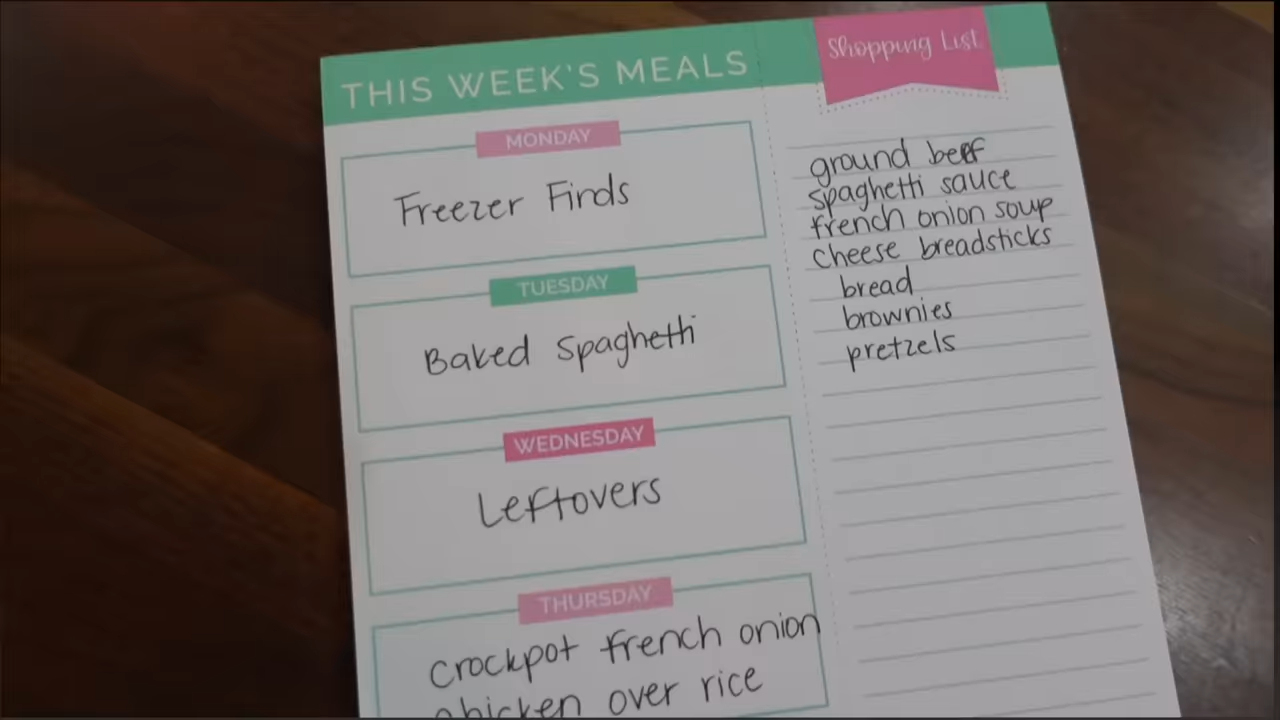 THIS WEEK'S MEALS
MONDAY
Freezer Finds
TUESDAY
Baked Spaghetti
WEDNESDAY
Leftovers
THURSDAY
Crockpot french onion
chicken over rice
Shopping List
ground beef
spaghetti sauce
french onion soup
cheese breadsticks
bread
brownies
pretzels